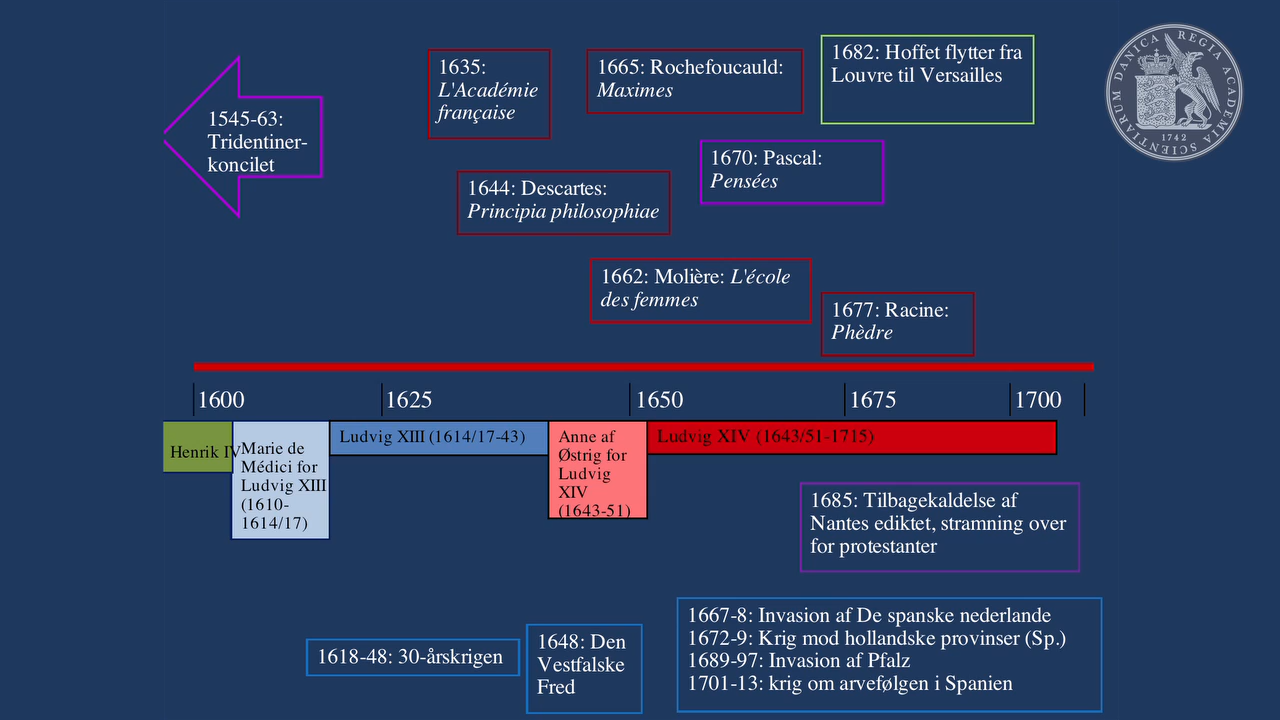 1545-63:
Tridentiner-
koncilet
1635:
L'Académie
française
1665: Rochefoucauld:
Maximes
1682: Hoffet flytter fra
Louvre til Versailles
REGIA ACADEMIA SCIENTIARUM DANICA
1742
1670: Pascal:
Pensées
1644: Descartes:
Principia philosophiae
1662: Molière: L'école
des femmes
1677: Racine:
Phèdre
1600 1625 1650 1675 1700
Henrik IV
Marie de
Médici for
Ludvig XIII
(1610-
1614/17)
Ludvig XIII (1614/17-43)
Anne af
Østrig for
Ludvig
XIV
(1643-51)
Ludvig XIV (1643/51-1715)
1685: Tilbagekaldelse af
Nantes ediktet, stramning over
for protestanter
1618-48: 30-årskrigen
1648: Den
Vestfalske
Fred
1667-8: Invasion af De spanske nederlande
1672-9: Krig mod hollandske provinser (Sp.)
1689-97: Invasion af Pfalz
1701-13: krig om arvefølgen i Spanien